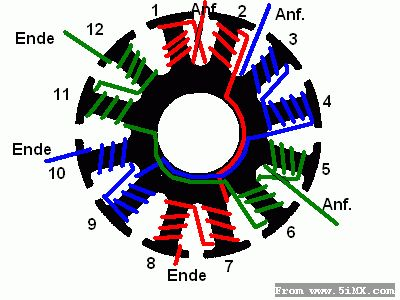 1 Anf. 2
12 Anf.
Ende 3
11 4
Ende 5
10 Anf.
9 6
8 7
Ende
From www.5iMX.com